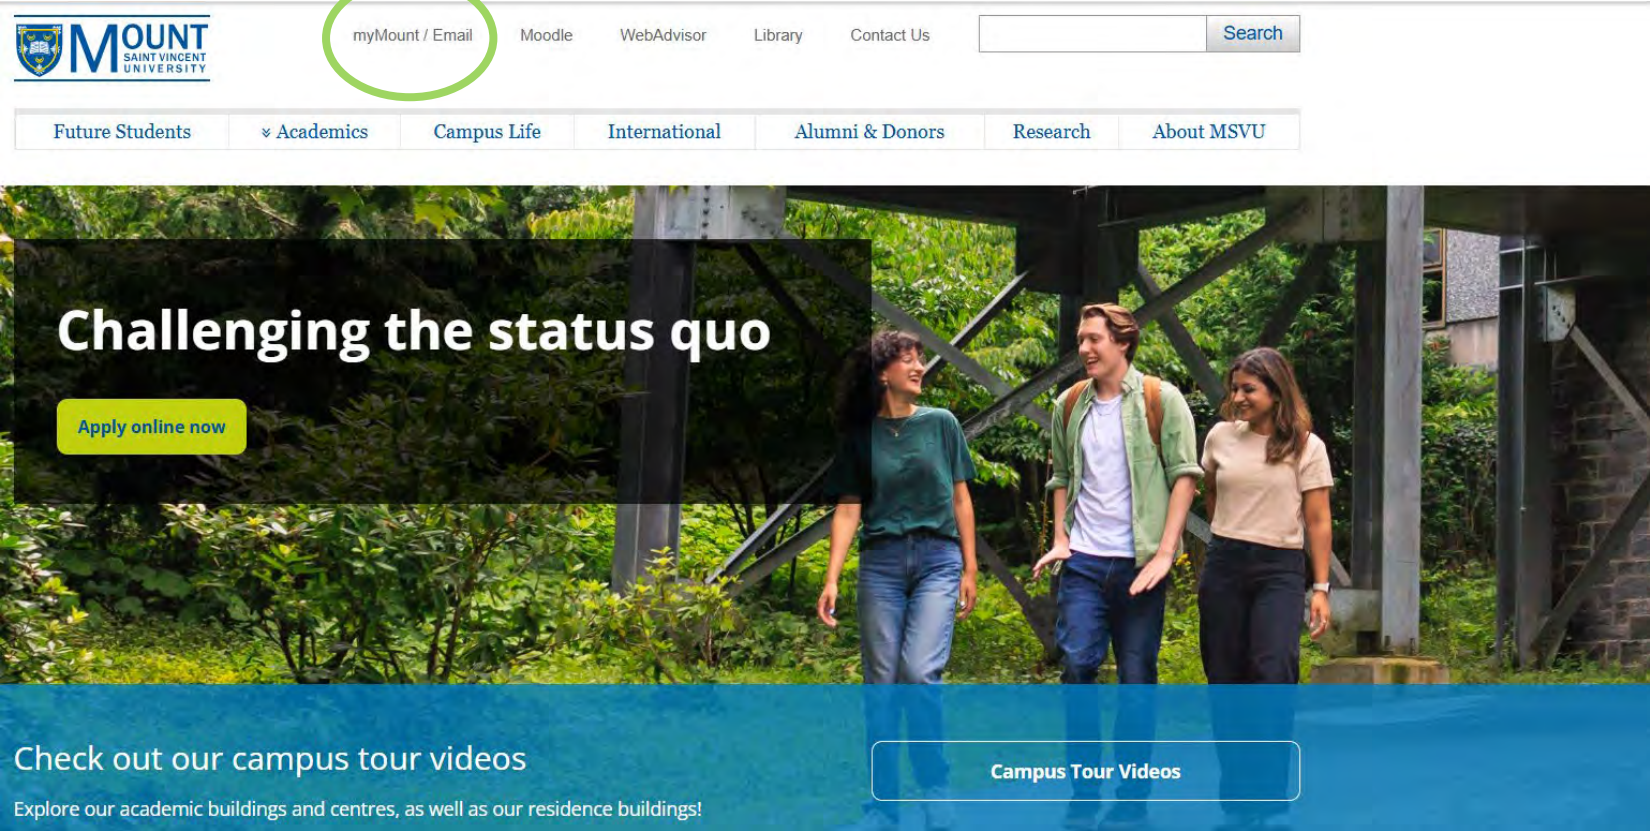 MOUNT
SAINT VINCENT
UNIVERSITY
myMount / Email Moodle WebAdvisor Library Contact Us Search
Future Students Academics Campus Life International Alumni & Donors Research About MSVU
Challenging the status quo
Apply online now
Check out our campus tour videos
Campus Tour Videos
Explore our academic buildings and centres, as well as our residence buildings!